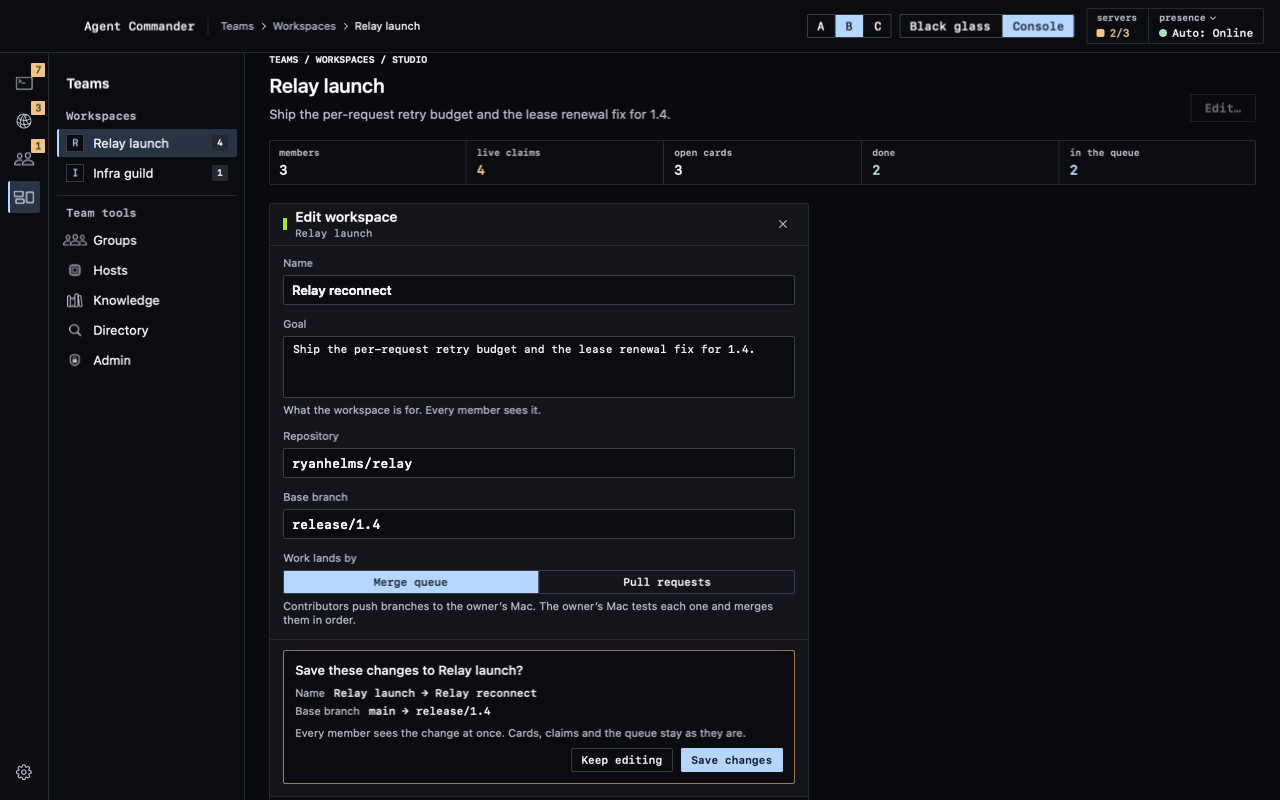 Agent Commander
Teams > Workspaces > Relay launch
A B C
Black glass Console
servers
2/3
presence
Auto: Online
7
3
1
Teams
Workspaces
R Relay launch 4
I Infra guild 1
Team tools
Groups
Hosts
Knowledge
Directory
Admin
TEAMS / WORKSPACES / STUDIO
Relay launch
Ship the per-request retry budget and the lease renewal fix for 1.4.
Edit…
members
3
live claims
4
open cards
3
done
2
in the queue
2
Edit workspace
Relay launch
Name
Relay reconnect
Goal
Ship the per-request retry budget and the lease renewal fix for 1.4.
What the workspace is for. Every member sees it.
Repository
ryanhelms/relay
Base branch
release/1.4
Work lands by
Merge queue Pull requests
Contributors push branches to the owner’s Mac. The owner’s Mac tests each one and merges
them in order.
Save these changes to Relay launch?
Name Relay launch → Relay reconnect
Base branch main → release/1.4
Every member sees the change at once. Cards, claims and the queue stay as they are.
Keep editing Save changes